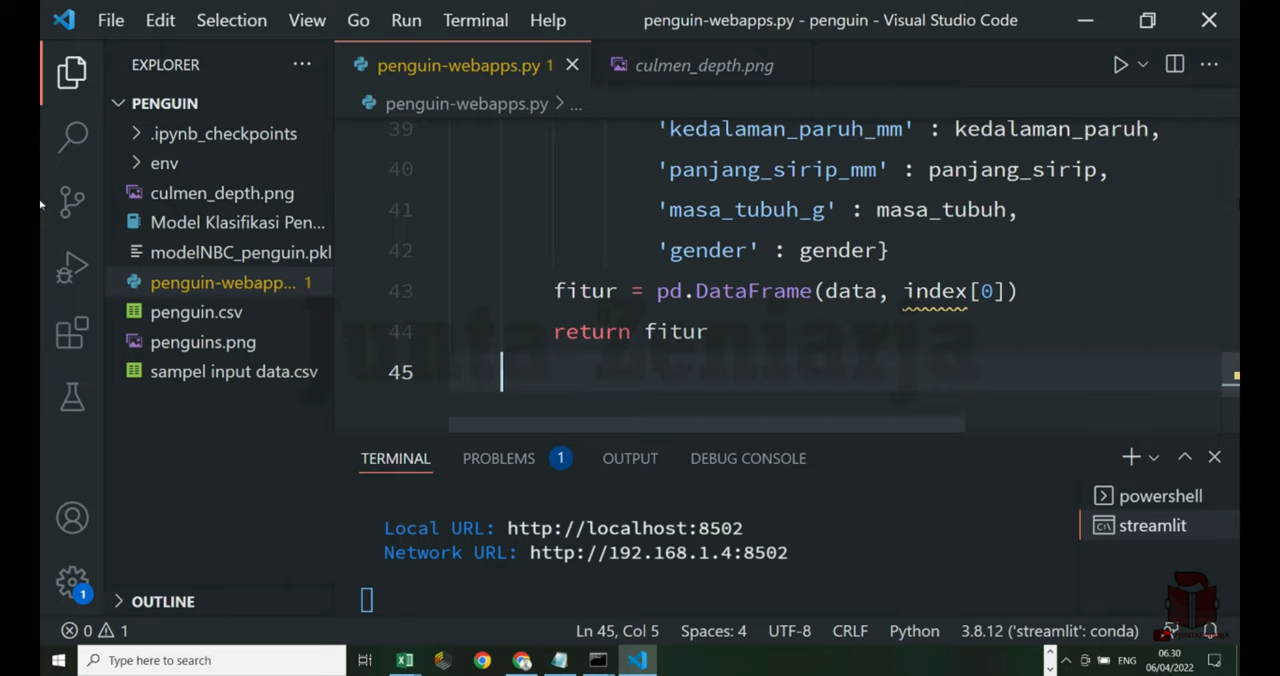 File Edit Selection View Go Run Terminal Help penguin-webapps.py - penguin - Visual Studio Code
EXPLORER
penguin-webapps.py 1
culmen_depth.png
PENGUIN
penguin-webapps.py > ...
.ipynb_checkpoints
env
culmen_depth.png
Model Klasifikasi Pen...
modelNBC_penguin.pkl
penguin-webapp... 1
penguin.csv
penguins.png
sampel input data.csv
OUTLINE
39 'kedalaman_paruh_mm' : kedalaman_paruh,
40 'panjang_sirip_mm' : panjang_sirip,
41 'masa_tubuh_g' : masa_tubuh,
42 'gender' : gender}
43 fitur = pd.DataFrame(data, index[0])
44 return fitur
45
Junta Zeniarja
TERMINAL PROBLEMS 1 OUTPUT DEBUG CONSOLE
powershell
streamlit
Local URL: http://localhost:8502
Network URL: http://192.168.1.4:8502
1
0 1 Ln 45, Col 5 Spaces: 4 UTF-8 CRLF Python 3.8.12 ('streamlit': conda)
Type here to search
ENG
06.30
06/04/2022